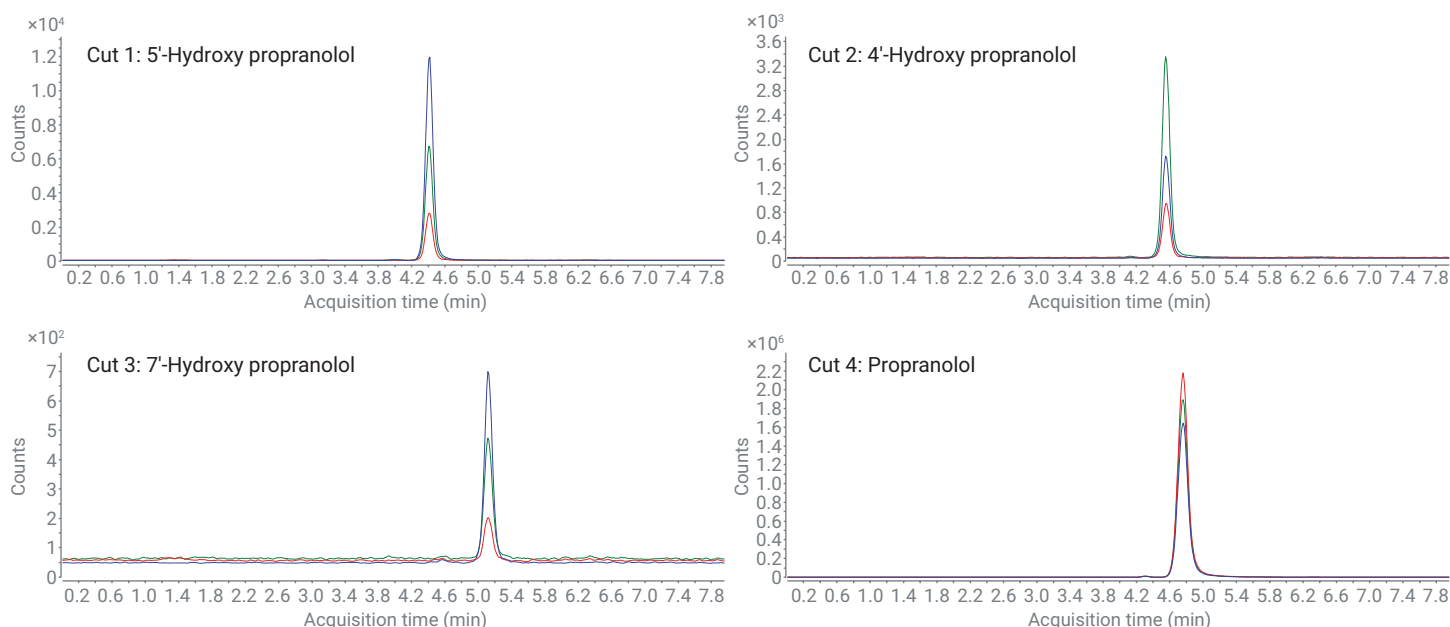 ×10⁴
Cut 1: 5'-Hydroxy propranolol
Counts
1.2
1.0
0.8
0.6
0.4
0.2
0
0.2 0.6 1.0 1.4 1.8 2.2 2.6 3.0 3.4 3.8 4.2 4.6 5.0 5.4 5.8 6.2 6.6 7.0 7.4 7.8
Acquisition time (min)
×10³
Cut 2: 4'-Hydroxy propranolol
Counts
3.6
3.2
2.8
2.4
2.0
1.6
1.2
0.8
0.4
0
0.2 0.6 1.0 1.4 1.8 2.2 2.6 3.0 3.4 3.8 4.2 4.6 5.0 5.4 5.8 6.2 6.6 7.0 7.4 7.8
Acquisition time (min)
×10²
Cut 3: 7'-Hydroxy propranolol
Counts
7
6
5
4
3
2
1
0
0.2 0.6 1.0 1.4 1.8 2.2 2.6 3.0 3.4 3.8 4.2 4.6 5.0 5.4 5.8 6.2 6.6 7.0 7.4 7.8
Acquisition time (min)
×10⁶
Cut 4: Propranolol
Counts
2.2
2.0
1.8
1.6
1.4
1.2
1.0
0.8
0.6
0.4
0.2
0
0.2 0.6 1.0 1.4 1.8 2.2 2.6 3.0 3.4 3.8 4.2 4.6 5.0 5.4 5.8 6.2 6.6 7.0 7.4 7.8
Acquisition time (min)